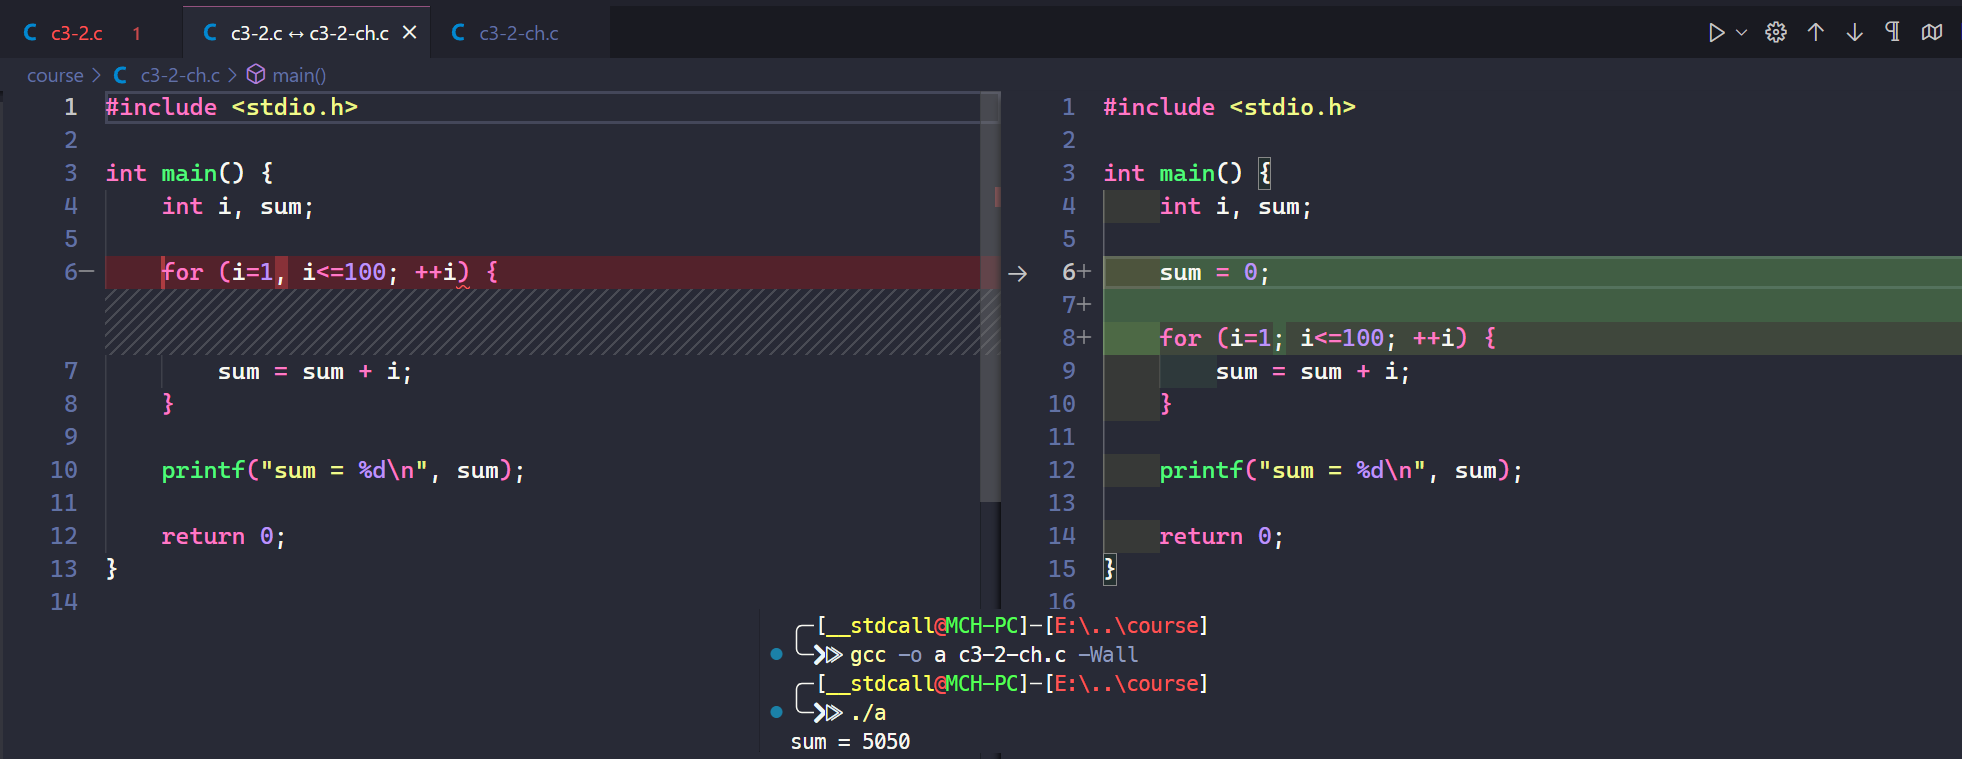 c3-2.c 1 c3-2.c ↔ c3-2-ch.c × c3-2-ch.c
course > c3-2-ch.c > main()
1 #include <stdio.h>
2
3 int main() {
4 int i, sum;
5
6— for (i=1, i<=100; ++i) {
7 sum = sum + i;
8 }
9
10 printf("sum = %d\n", sum);
11
12 return 0;
13 }
14
1 #include <stdio.h>
2
3 int main() {
4 int i, sum;
5
6+ sum = 0;
7+
8+ for (i=1; i<=100; ++i) {
9 sum = sum + i;
10 }
11
12 printf("sum = %d\n", sum);
13
14 return 0;
15 }
16
[__stdcall@MCH-PC]-[E:\..\course]
gcc -o a c3-2-ch.c -Wall
[__stdcall@MCH-PC]-[E:\..\course]
./a
sum = 5050